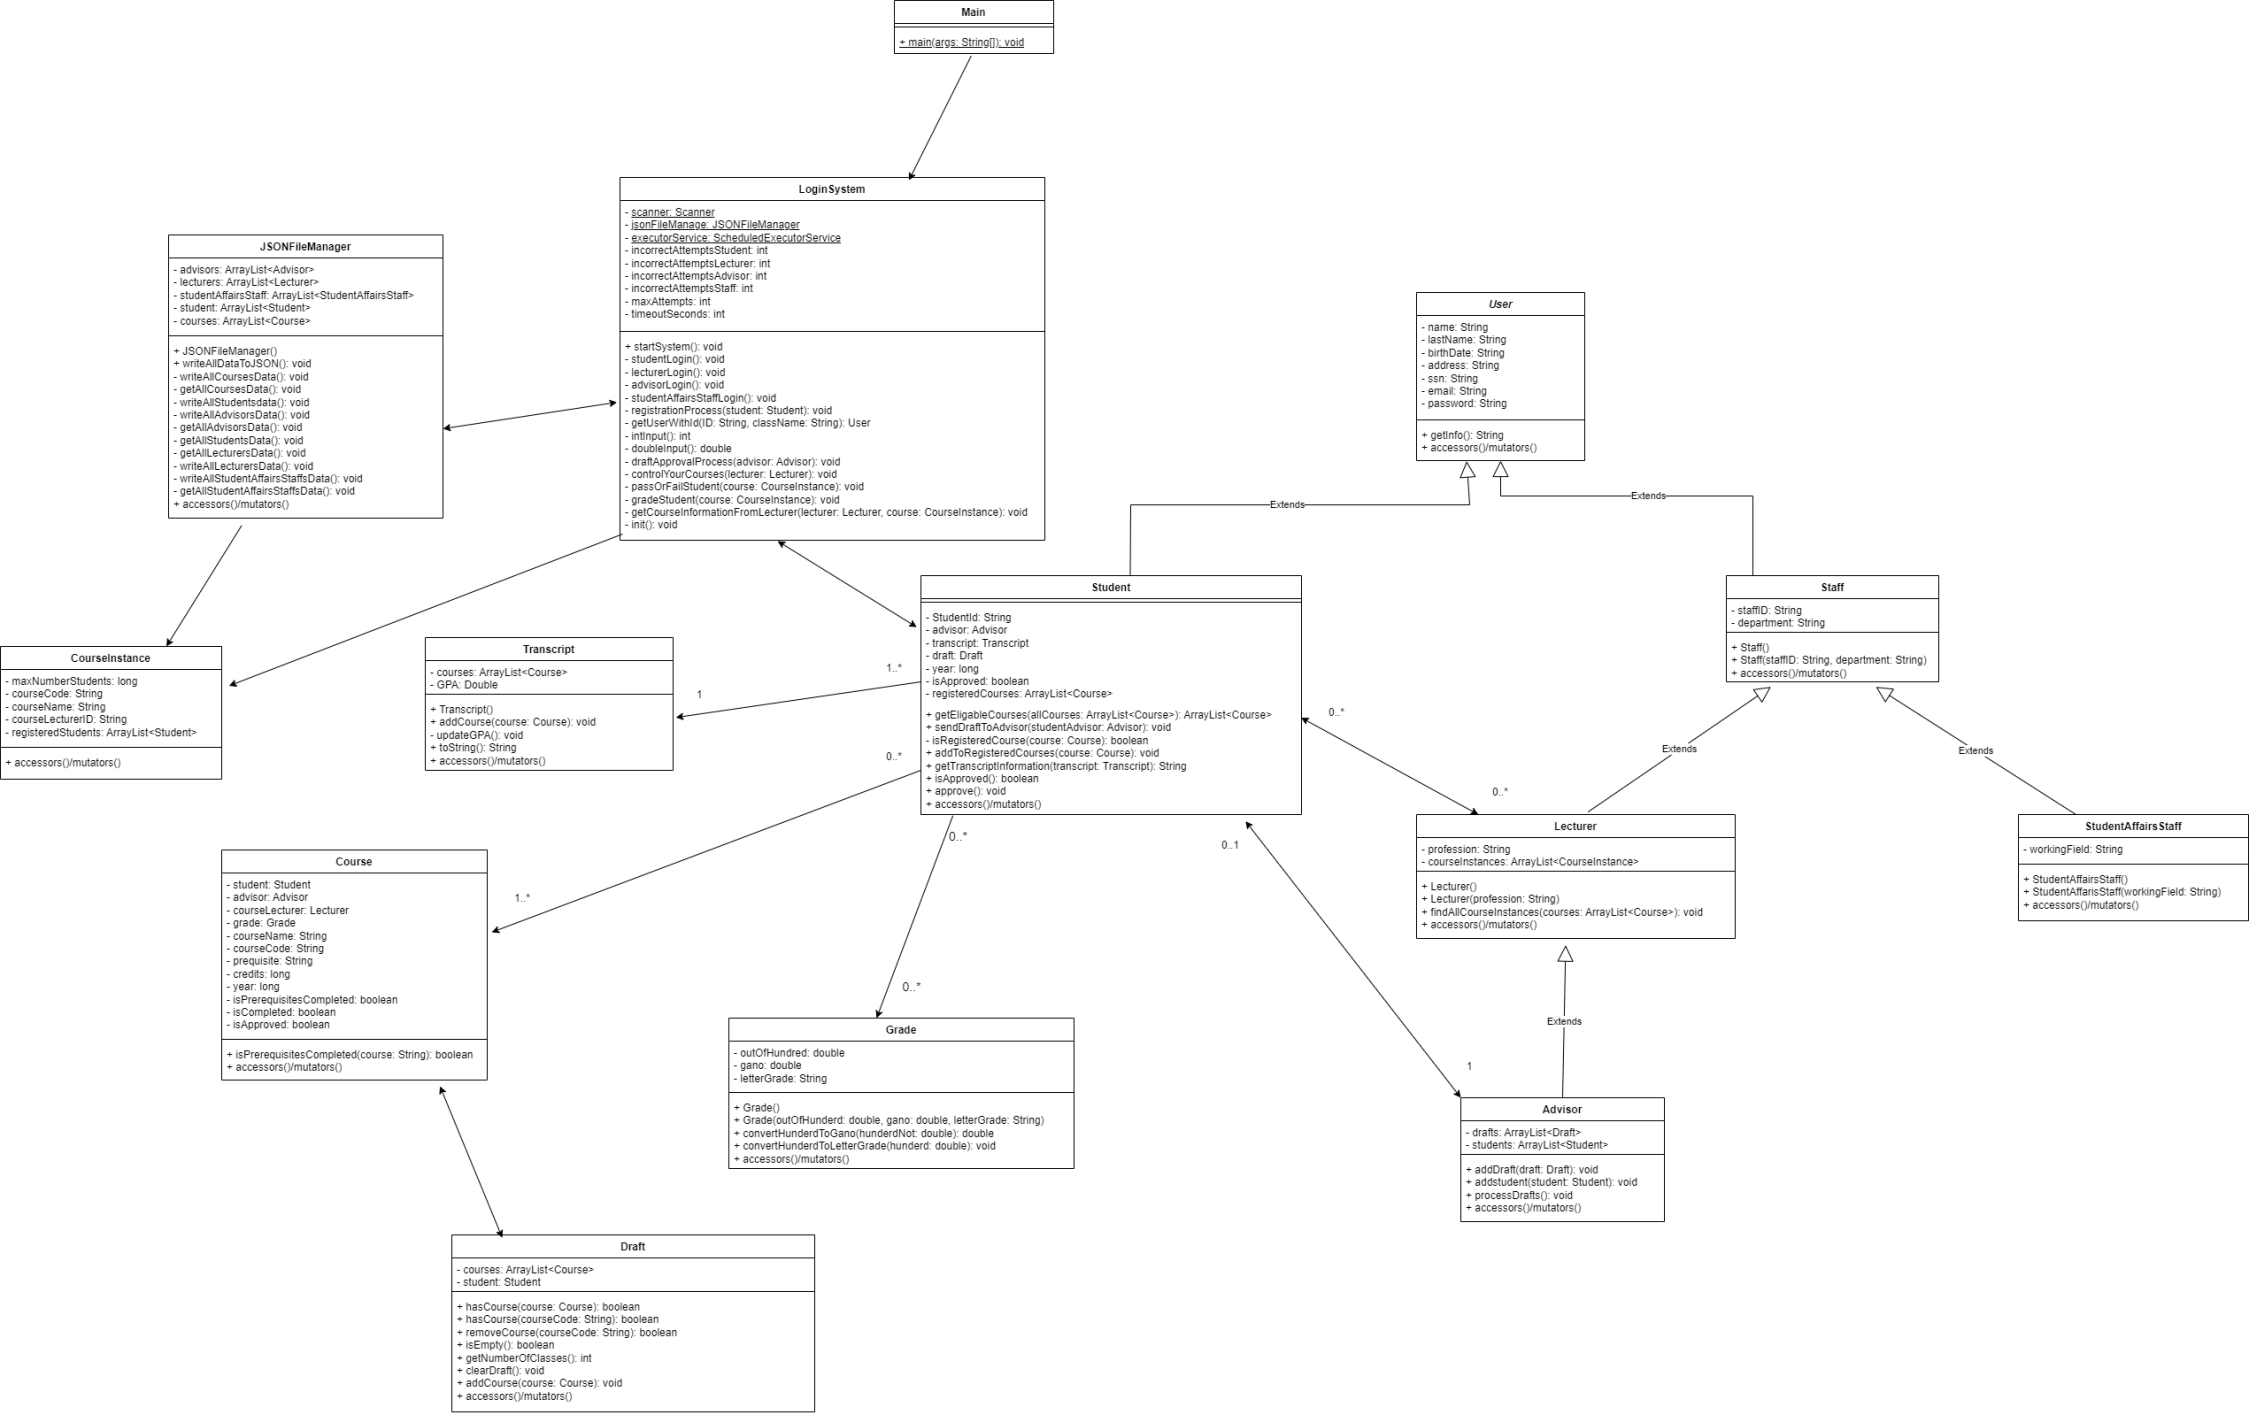 Main
+ main(args: String[]): void
LoginSystem
- scanner: Scanner
- jsonFileManage: JSONFileManager
- executorService: ScheduledExecutorService
- incorrectAttemptsStudent: int
- incorrectAttemptsLecturer: int
- incorrectAttemptsAdvisor: int
- incorrectAttemptsStaff: int
- maxAttempts: int
- timeoutSeconds: int
+ startSystem(): void
- studentLogin(): void
- lecturerLogin(): void
- advisorLogin(): void
- studentAffairsStaffLogin(): void
- registrationProcess(student: Student): void
- getUserWithId(ID: String, className: String): User
- intInput(): int
- doubleInput(): double
- draftApprovalProcess(advisor: Advisor): void
- controlYourCourses(lecturer: Lecturer): void
- passOrFailStudent(course: CourseInstance): void
- gradeStudent(course: CourseInstance): void
- getCourseInformationFromLecturer(lecturer: Lecturer, course: CourseInstance): void
- init(): void
JSONFileManager
- advisors: ArrayList<Advisor>
- lecturers: ArrayList<Lecturer>
- studentAffairsStaff: ArrayList<StudentAffairsStaff>
- student: ArrayList<Student>
- courses: ArrayList<Course>
+ JSONFileManager()
+ writeAllDataToJSON(): void
- writeAllCoursesData(): void
- getAllCoursesData(): void
- writeAllStudentsdata(): void
- writeAllAdvisorsData(): void
- getAllAdvisorsData(): void
- getAllStudentsData(): void
- getAllLecturersData(): void
- writeAllLecturersData(): void
- writeAllStudentAffairsStaffsData(): void
- getAllStudentAffairsStaffsData(): void
+ accessors()/mutators()
User
- name: String
- lastName: String
- birthDate: String
- address: String
- ssn: String
- email: String
- password: String
+ getInfo(): String
+ accessors()/mutators()
Extends
Extends
Student
- StudentId: String
- advisor: Advisor
- transcript: Transcript
- draft: Draft
- year: long
- isApproved: boolean
- registeredCourses: ArrayList<Course>
+ getEligableCourses(allCourses: ArrayList<Course>): ArrayList<Course>
+ sendDraftToAdvisor(studentAdvisor: Advisor): void
- isRegisteredCourse(course: Course): boolean
+ addToRegisteredCourses(course: Course): void
+ getTranscriptInformation(transcript: Transcript): String
+ isApproved(): boolean
+ approve(): void
+ accessors()/mutators()
Staff
- staffID: String
- department: String
+ Staff()
+ Staff(staffID: String, department: String)
+ accessors()/mutators()
CourseInstance
- maxNumberStudents: long
- courseCode: String
- courseName: String
- courseLecturerID: String
- registeredStudents: ArrayList<Student>
+ accessors()/mutators()
Transcript
- courses: ArrayList<Course>
- GPA: Double
+ Transcript()
+ addCourse(course: Course): void
- updateGPA(): void
+ toString(): String
+ accessors()/mutators()
1..*
1
0..*
1..*
0..*
0..*
0..*
0..*
0..1
1
Extends
Extends
Lecturer
- profession: String
- courseInstances: ArrayList<CourseInstance>
+ Lecturer()
+ Lecturer(profession: String)
+ findAllCourseInstances(courses: ArrayList<Course>): void
+ accessors()/mutators()
StudentAffairsStaff
- workingField: String
+ StudentAffairsStaff()
+ StudentAffarisStaff(workingField: String)
+ accessors()/mutators()
Course
- student: Student
- advisor: Advisor
- courseLecturer: Lecturer
- grade: Grade
- courseName: String
- courseCode: String
- prequisite: String
- credits: long
- year: long
- isPrerequisitesCompleted: boolean
- isCompleted: boolean
- isApproved: boolean
+ isPrerequisitesCompleted(course: String): boolean
+ accessors()/mutators()
Grade
- outOfHundred: double
- gano: double
- letterGrade: String
+ Grade()
+ Grade(outOfHunderd: double, gano: double, letterGrade: String)
+ convertHunderdToGano(hunderdNot: double): double
+ convertHunderdToLetterGrade(hunderd: double): void
+ accessors()/mutators()
Extends
Advisor
- drafts: ArrayList<Draft>
- students: ArrayList<Student>
+ addDraft(draft: Draft): void
+ addstudent(student: Student): void
+ processDrafts(): void
+ accessors()/mutators()
Draft
- courses: ArrayList<Course>
- student: Student
+ hasCourse(course: Course): boolean
+ hasCourse(courseCode: String): boolean
+ removeCourse(courseCode: String): boolean
+ isEmpty(): boolean
+ getNumberOfClasses(): int
+ clearDraft(): void
+ addCourse(course: Course): void
+ accessors()/mutators()